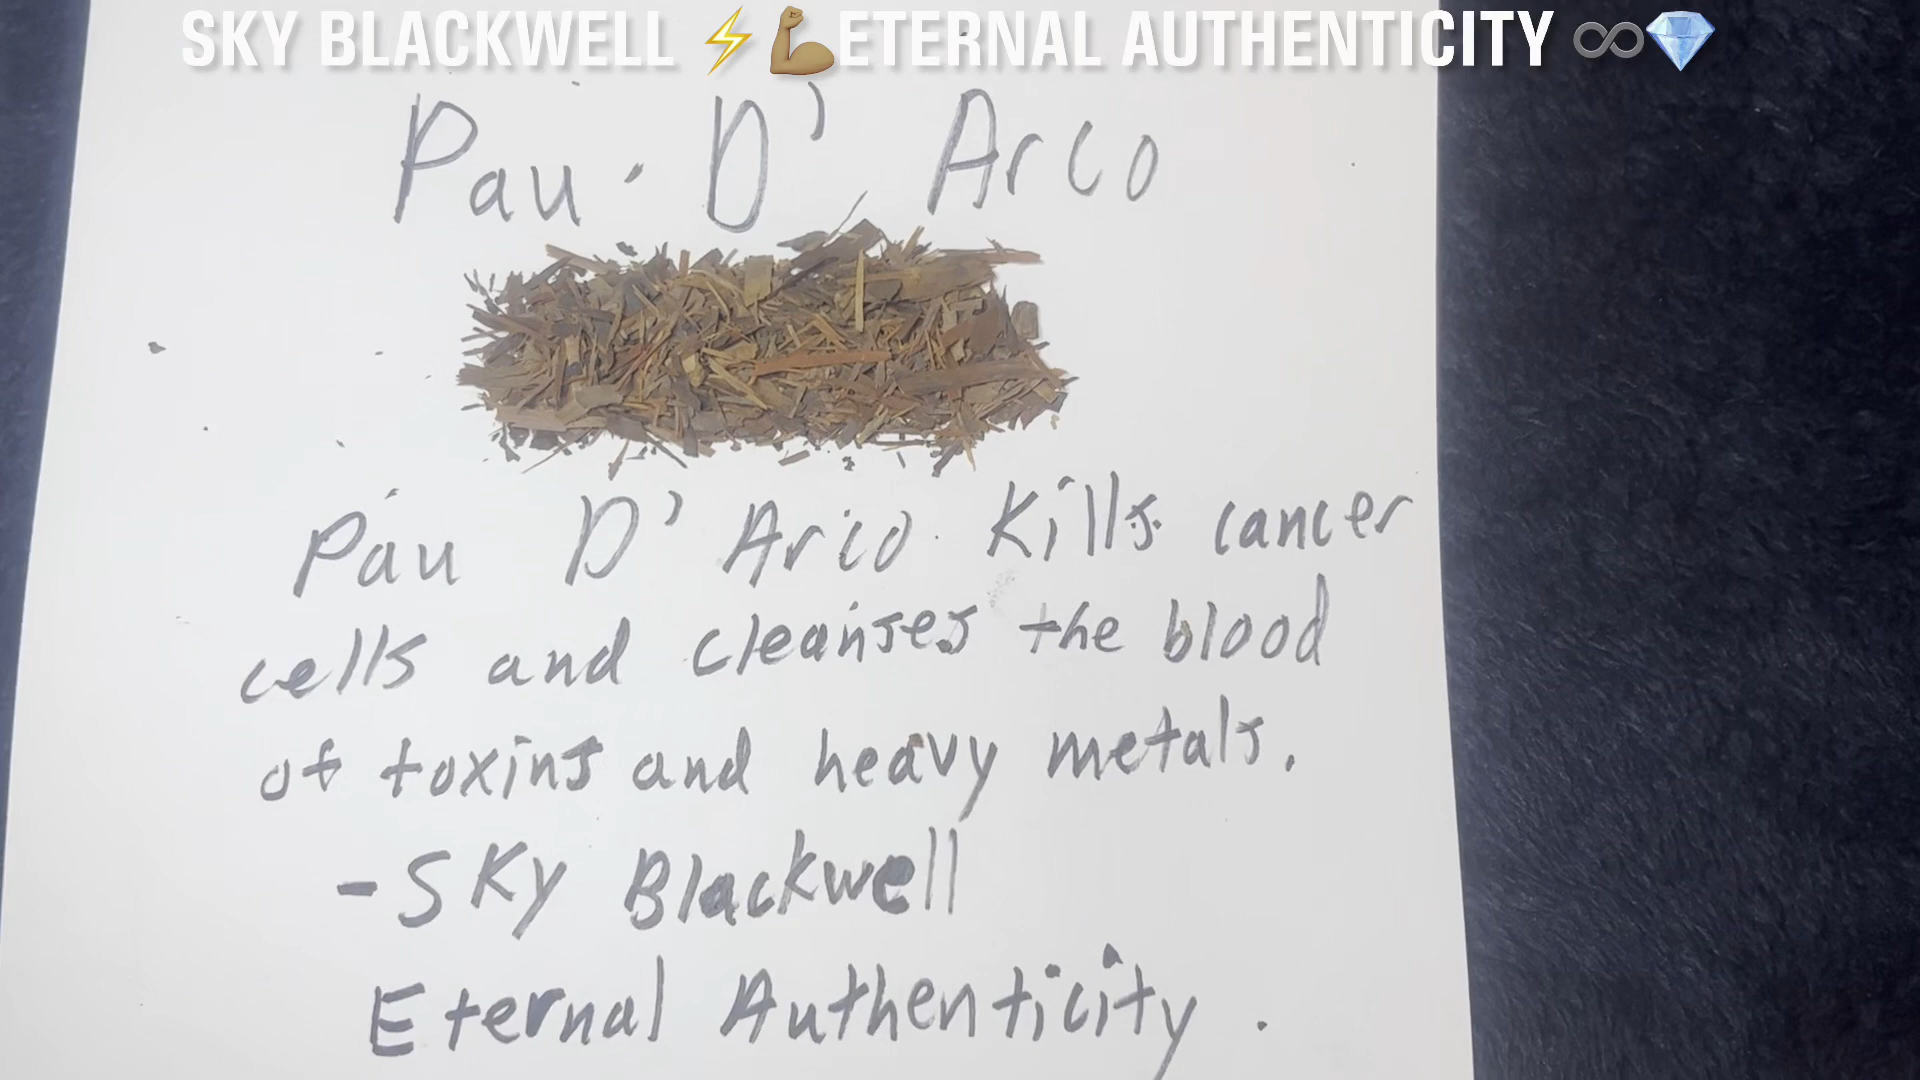 SKY BLACKWELL ⚡💪🏽ETERNAL AUTHENTICITY ♾💎
Pau D' Arco
Pau D' Arco Kills cancer
cells and cleanses the blood
of toxins and heavy metals.
-SKy Blackwell
Eternal Authenticity.